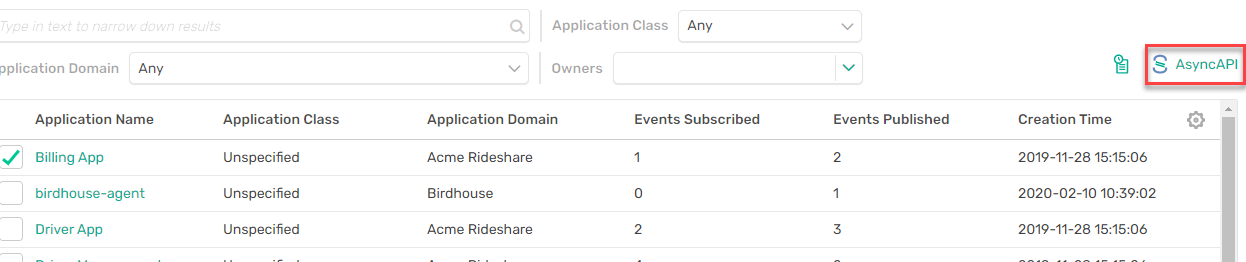 Type in text to narrow down results
Application Class Any
pplication Domain Any Owners AsyncAPI
Application Name Application Class Application Domain Events Subscribed Events Published Creation Time
Billing App Unspecified Acme Rideshare 1 2 2019-11-28 15:15:06
birdhouse-agent Unspecified Birdhouse 0 1 2020-02-10 10:39:02
Driver App Unspecified Acme Rideshare 2 3 2019-11-28 15:15:06